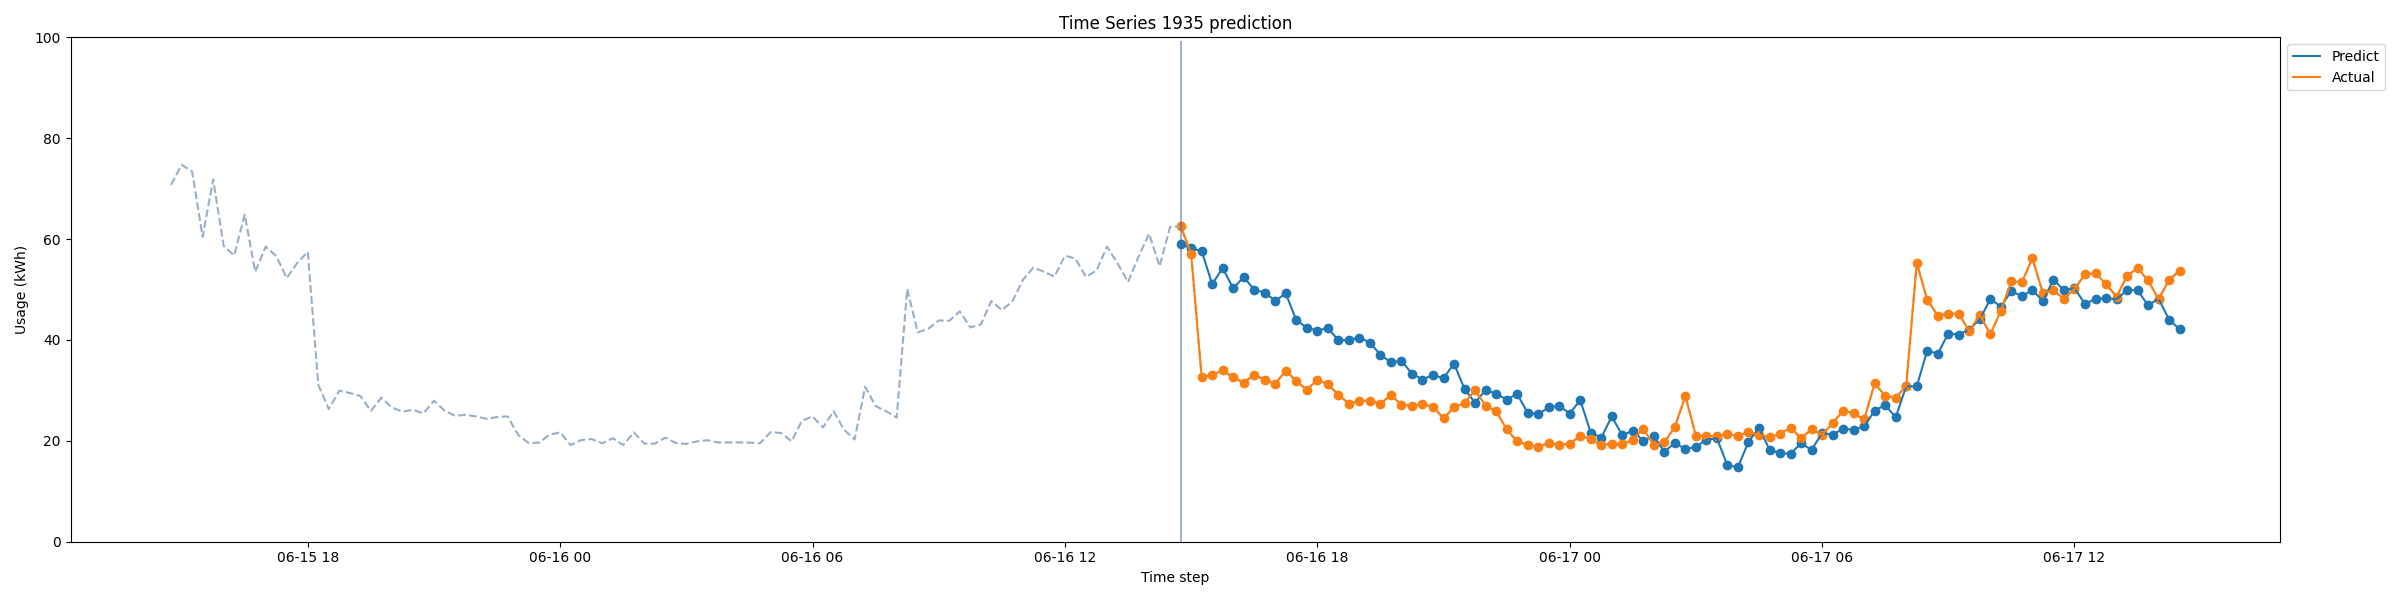 Time Series 1935 prediction
100
80
60
40
20
0
Usage (kWh)
06-15 18
06-16 00
06-16 06
06-16 12
06-16 18
06-17 00
06-17 06
06-17 12
Time step
Predict
Actual